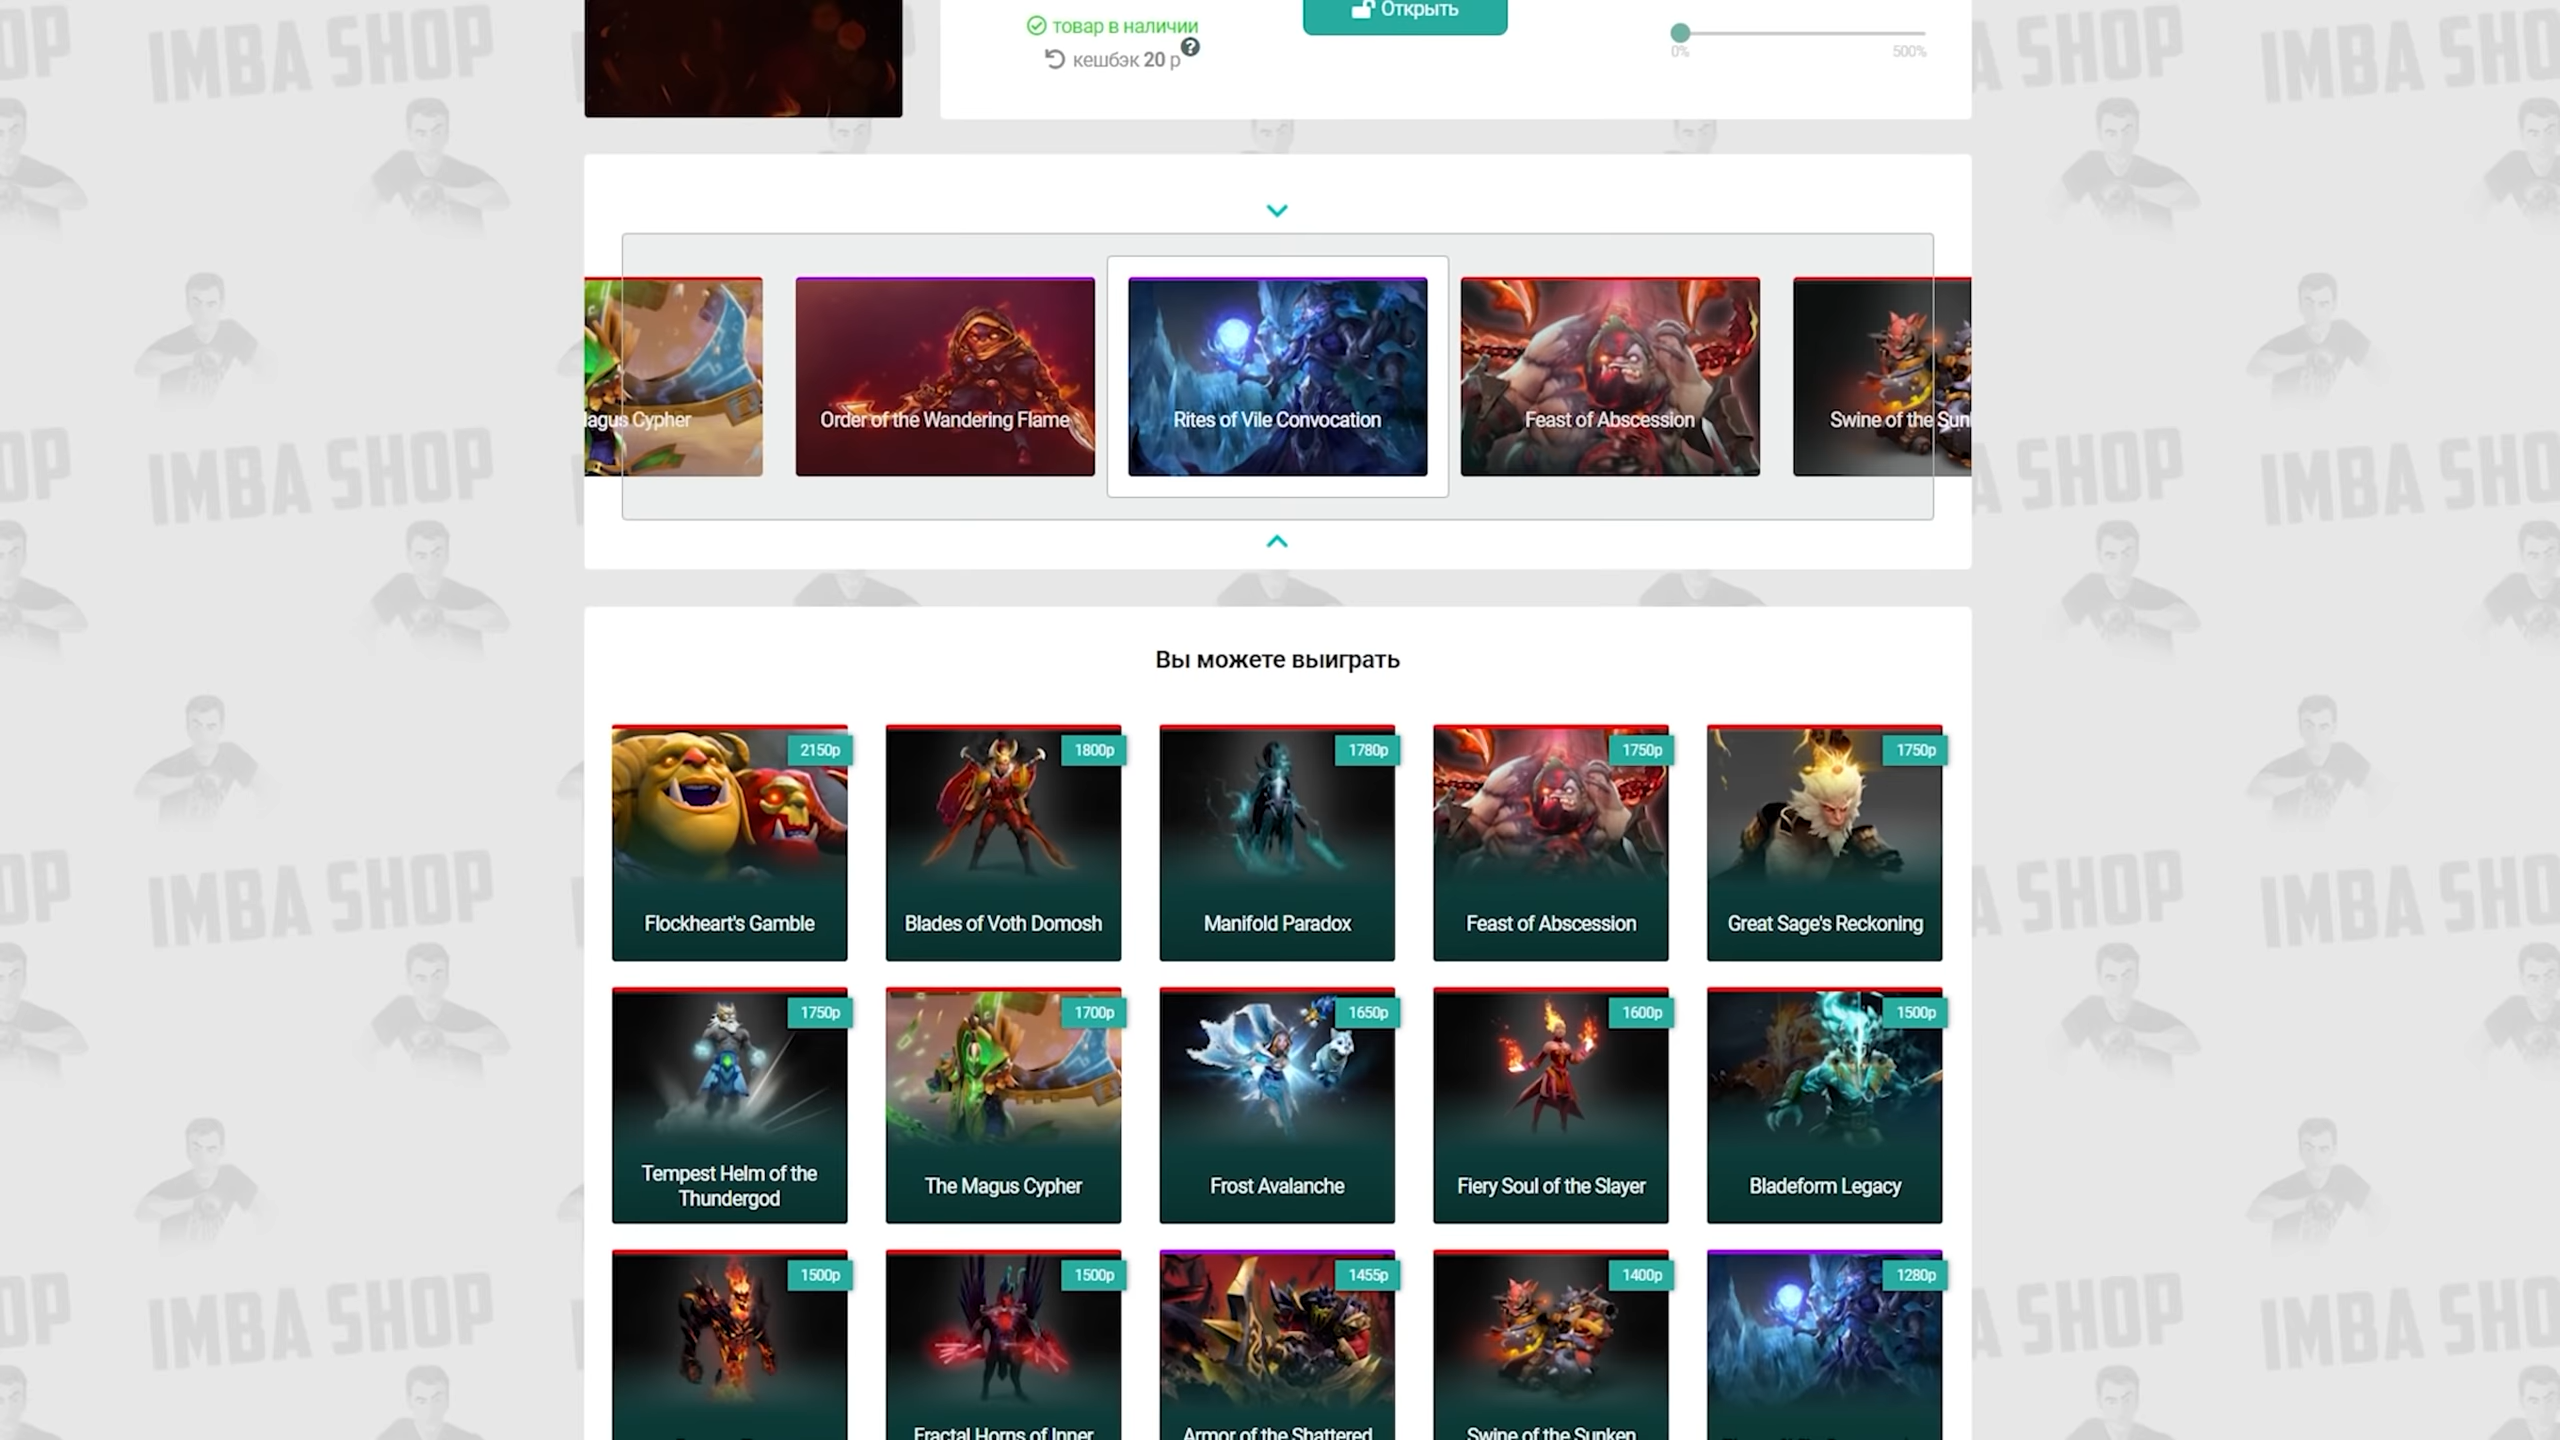 Открыть
товар в наличии
кешбэк 20 р
?
0%
500%
IMBA SHOP
agus Cypher
Order of the Wandering Flame
Rites of Vile Convocation
Feast of Abscession
Swine of the Sun
Вы можете выиграть
2150р
1800р
1780р
1750р
1750р
Flockheart's Gamble
Blades of Voth Domosh
Manifold Paradox
Feast of Abscession
Great Sage's Reckoning
1750р
1700р
1650р
1600р
1500р
Tempest Helm of the
Thundergod
The Magus Cypher
Frost Avalanche
Fiery Soul of the Slayer
Bladeform Legacy
1500р
1500р
1455р
1400р
1280р
Fractal Horns of Inner
Armor of the Shattered
Swine of the Sunken